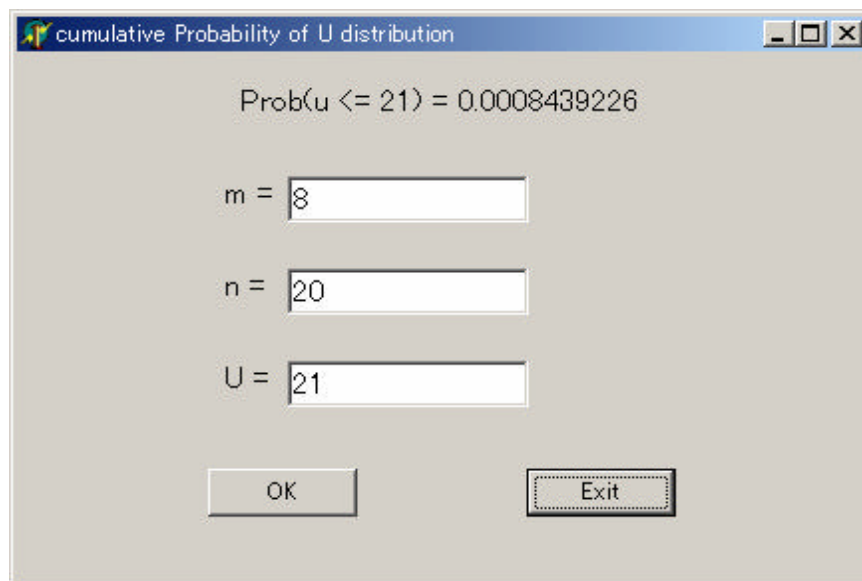 cumulative Probability of U distribution
Prob(u <= 21) = 0.0008439226
m = 8
n = 20
U = 21
OK Exit